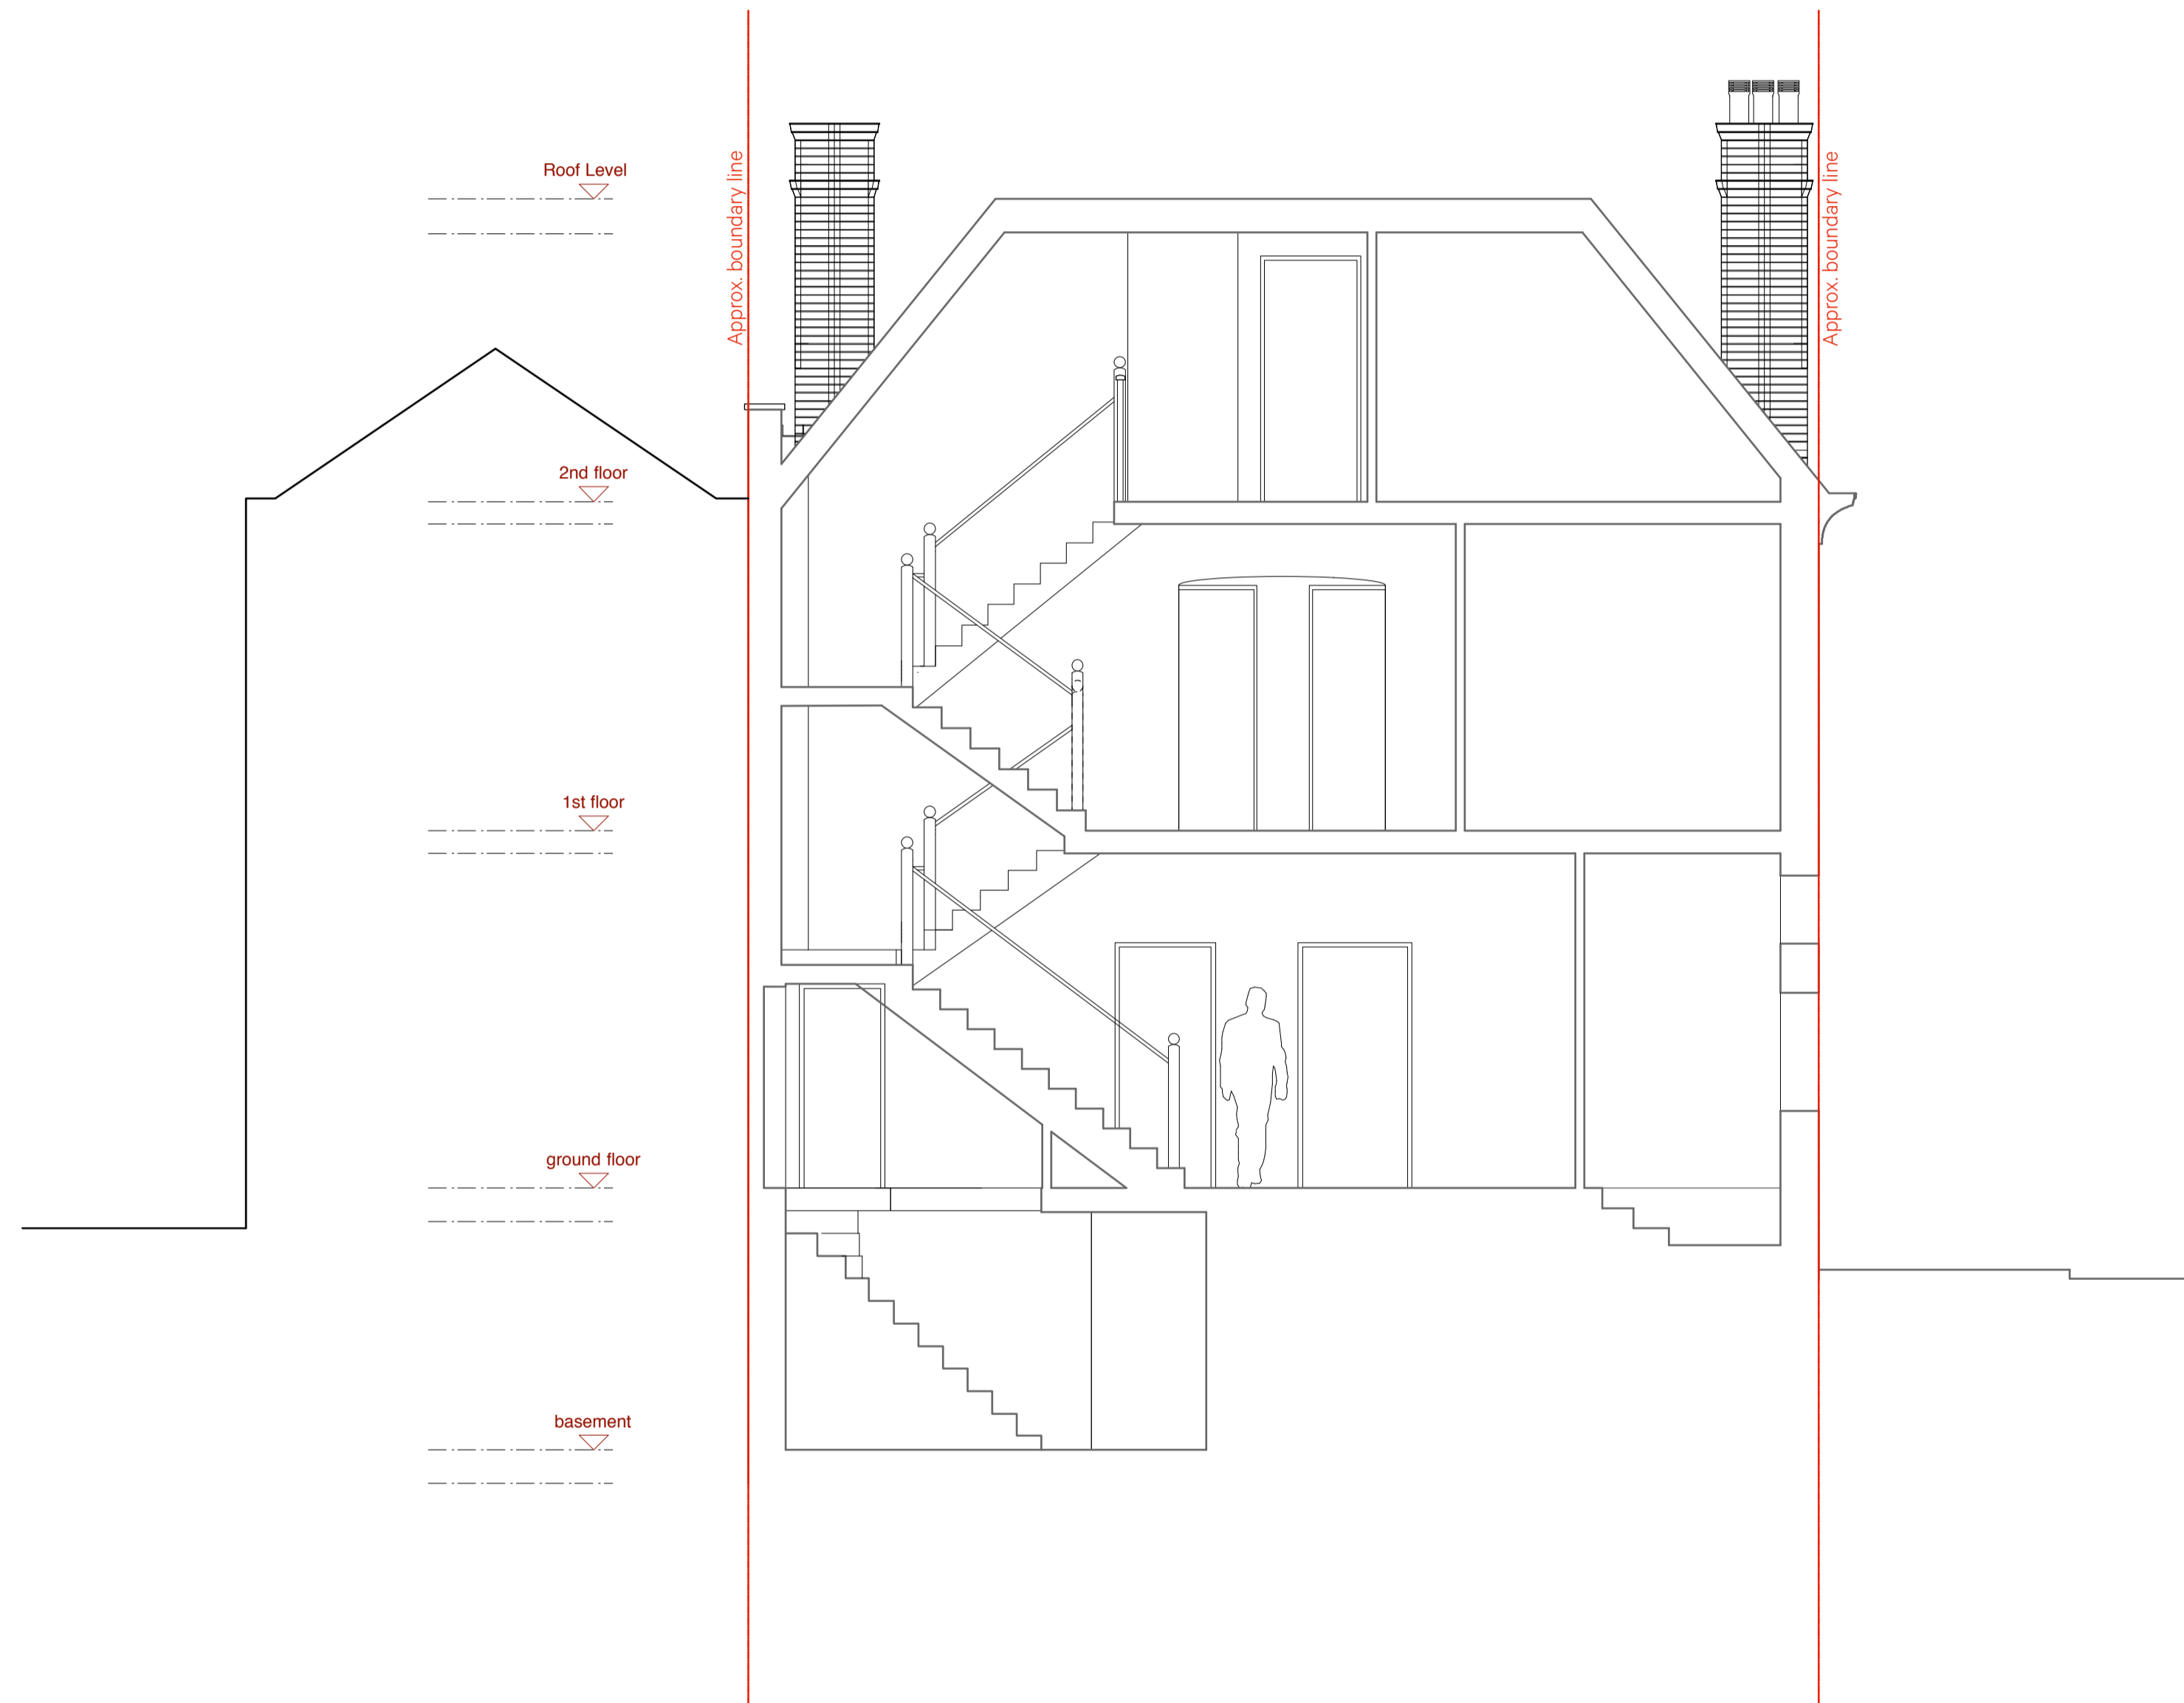 Roof Level
Approx. boundary line
Approx. boundary line
2nd floor
1st floor
ground floor
basement